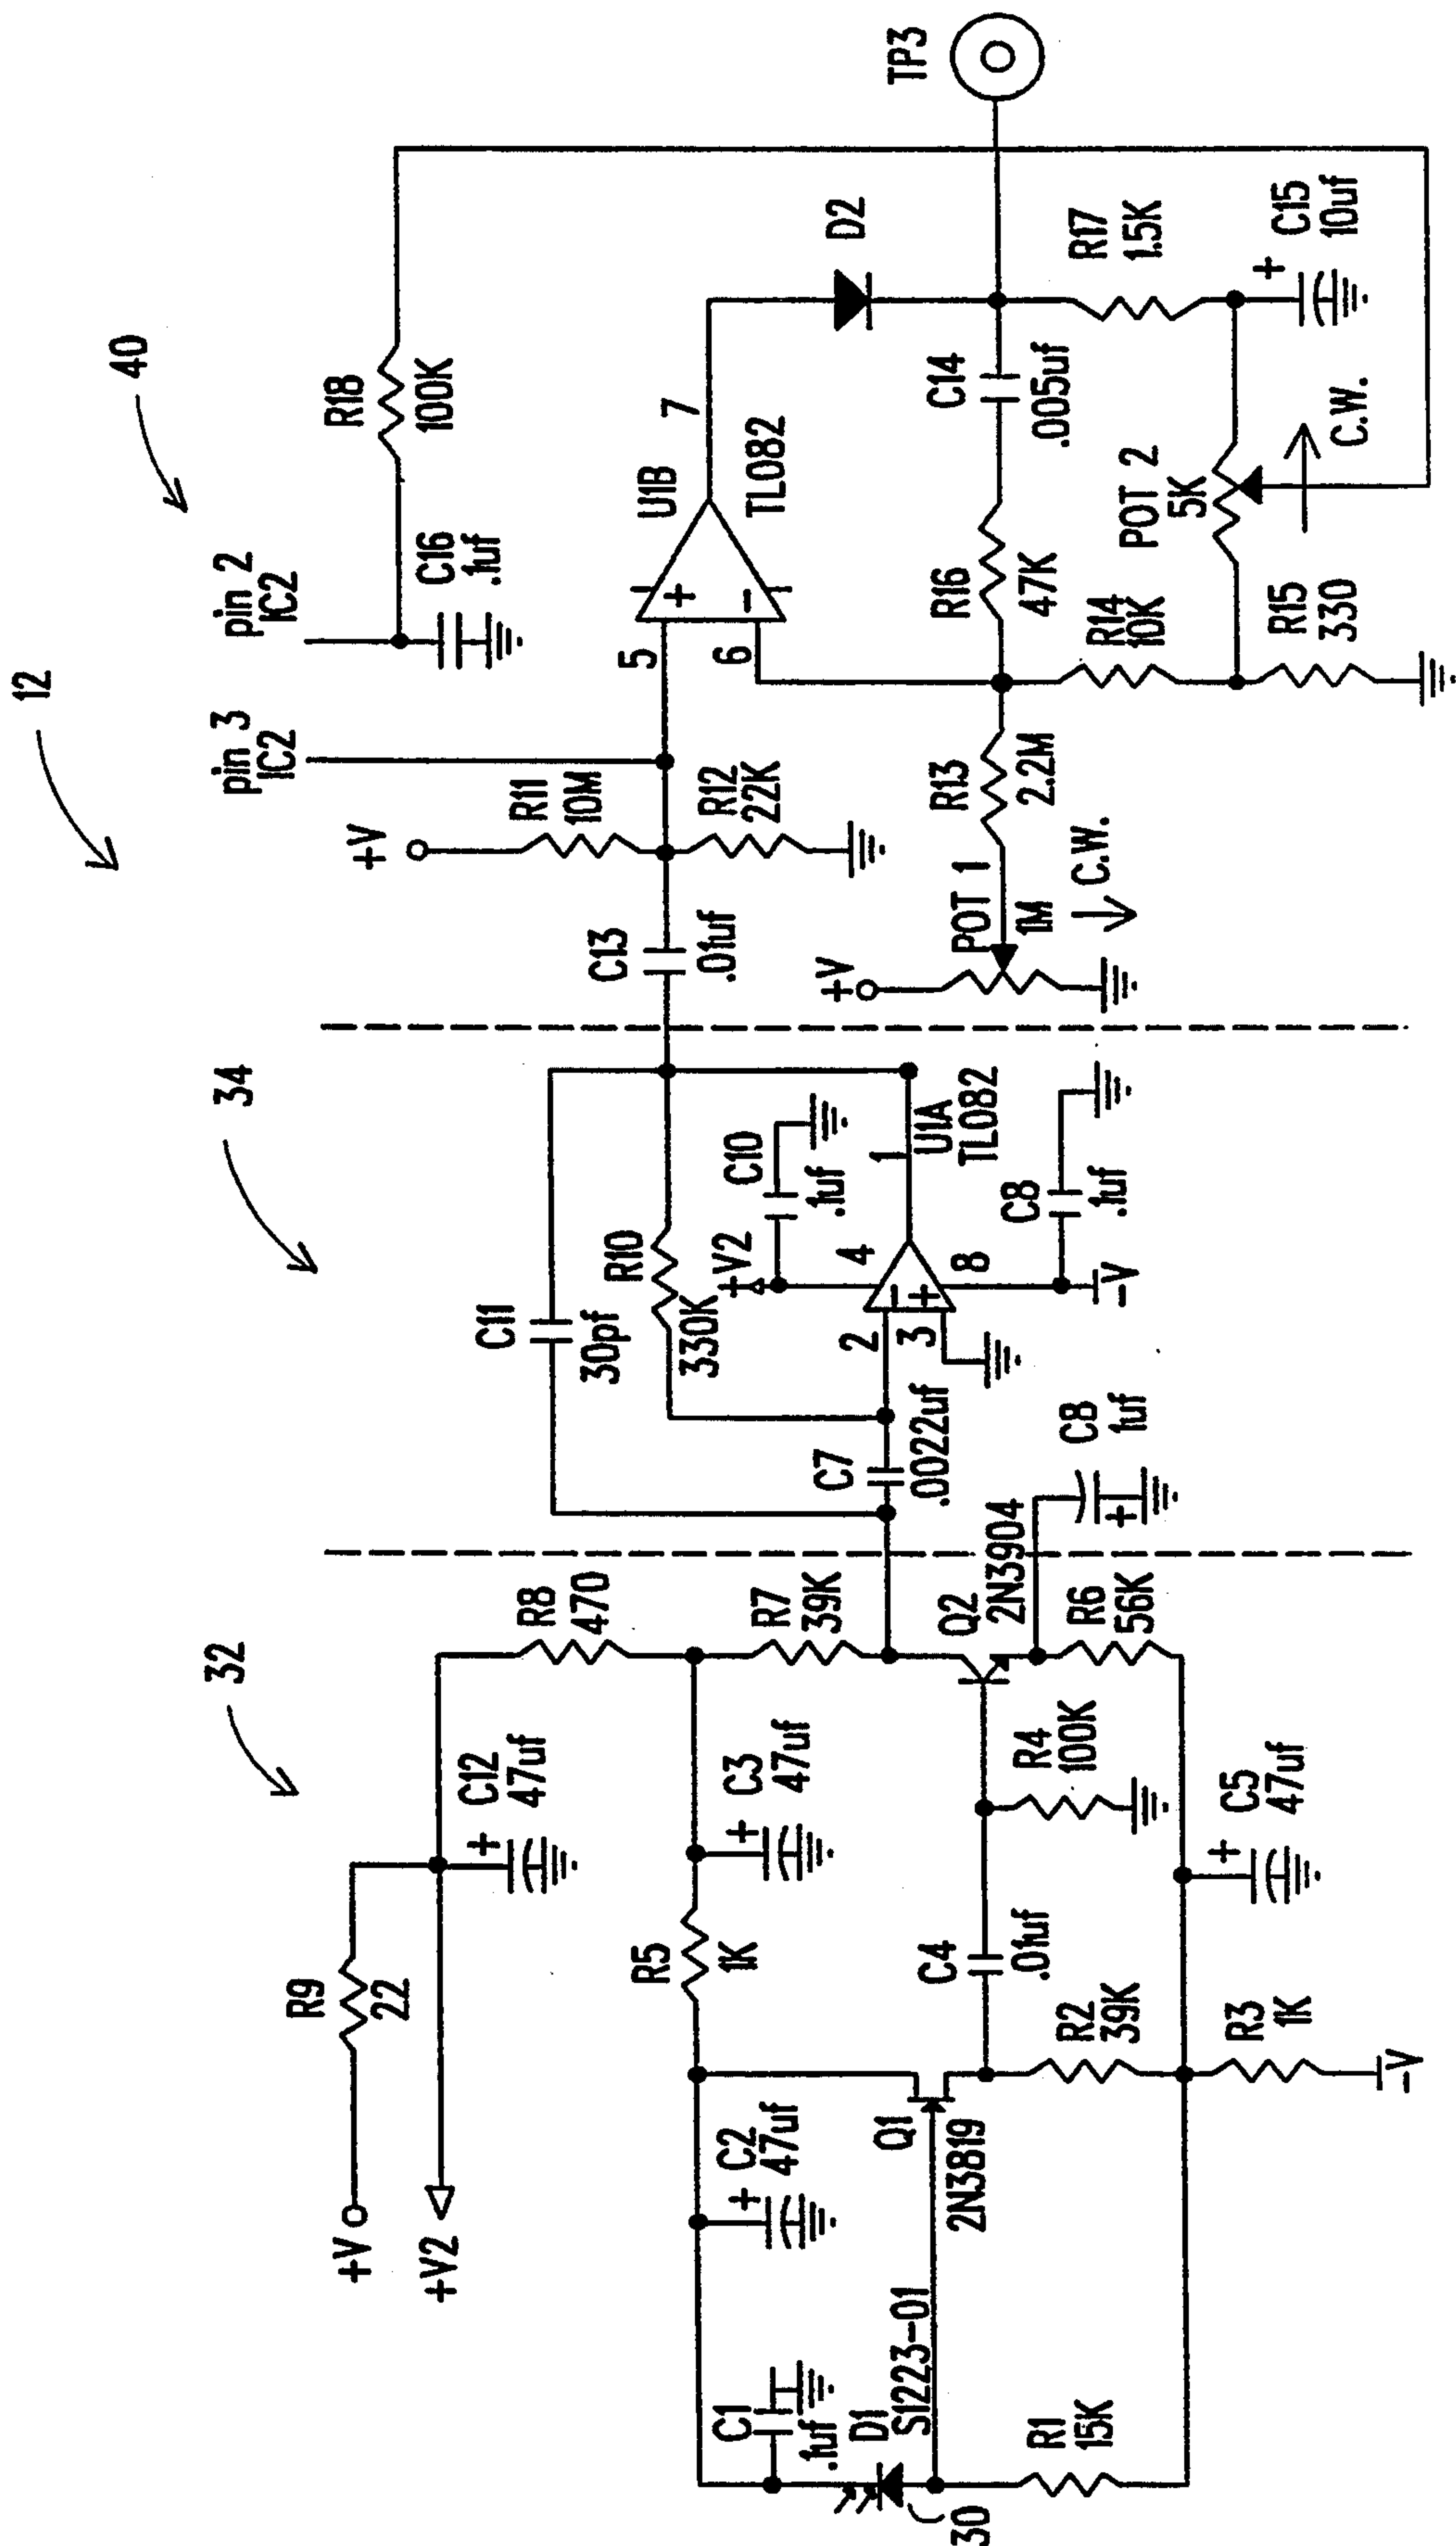 12
32
34
40
+V
R9
22
+V2
C12
47uf
+
R8
470
C3
47uf
+
R7
39K
R5
1K
C2
47uf
+
C1
.1uf
D1
S1223-01
30
Q1
2N3819
C4
.01uf
R4
100K
Q2
2N3904
R6
56K
C8
1uf
+
R1
15K
R2
39K
R3
1K
-V
C5
47uf
+
C11
30pf
R10
330K
C7
.0022uf
+V2
C10
.1uf
2
3
4
8
1
-
+
U1A
TL082
C8
.1uf
-V
C13
.01uf
+V
R11
10M
R12
22K
pin 3
IC2
pin 2
IC2
C16
.1uf
R18
100K
5
6
7
+
-
U1B
TL082
D2
TP3
+V
POT 1
1M
C.W.
R13
2.2M
R16
47K
C14
.005uf
R14
10K
R15
330
POT 2
5K
C.W.
R17
1.5K
C15
10uf
+